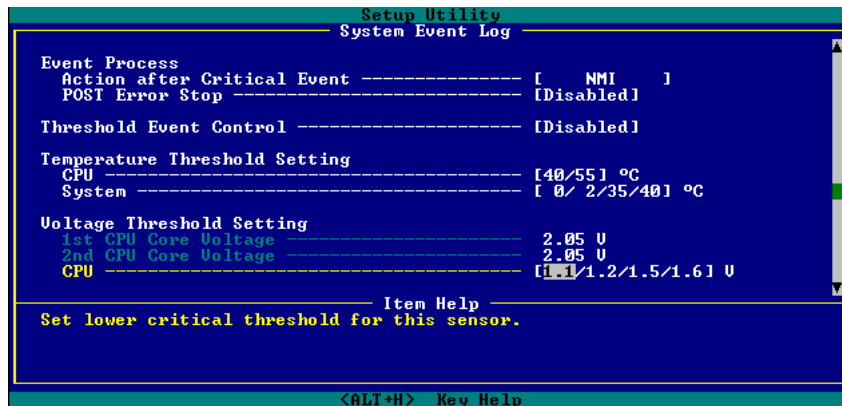 Setup Utility
System Event Log
Event Process
Action after Critical Event --------------- [ NMI ]
POST Error Stop --------------------------- [Disabled]
Threshold Event Control --------------------- [Disabled]
Temperature Threshold Setting
CPU --------------------------------------- [40/55] ºC
System ------------------------------------ [ 0/ 2/35/40] ºC
Voltage Threshold Setting
1st CPU Core Voltage ---------------------- 2.05 V
2nd CPU Core Voltage ---------------------- 2.05 V
CPU --------------------------------------- [1.1/1.2/1.5/1.6] V
Item Help
Set lower critical threshold for this sensor.
<ALT+H> Key Help